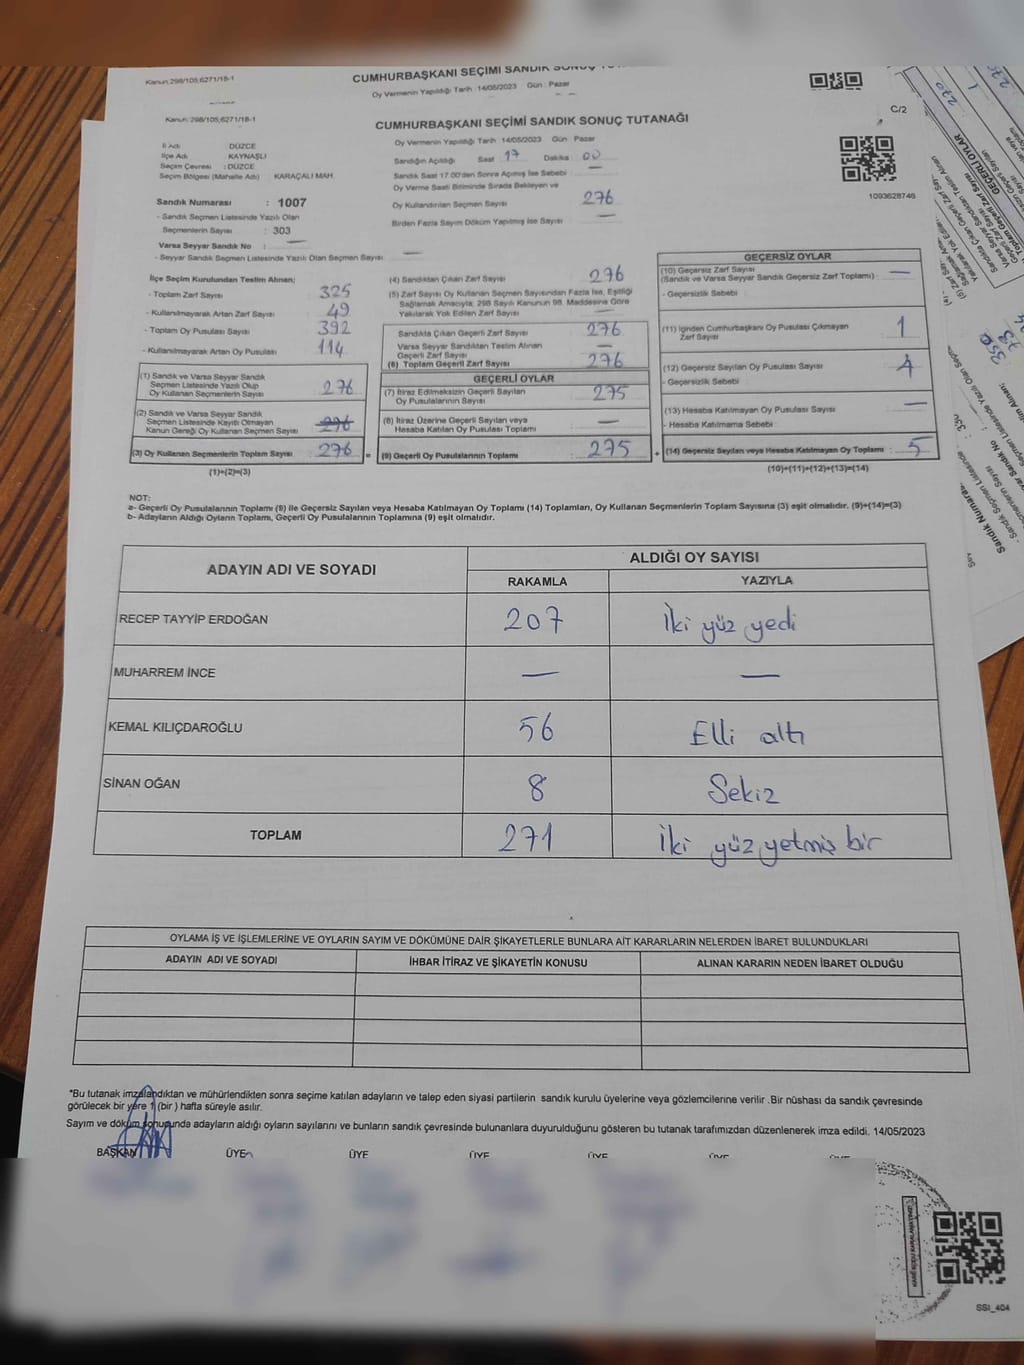 Kanun:298/105;6271/18-1
CUMHURBAŞKANI SEÇİMİ SANDIK SONUÇ
Oy Vermenin Yapıldığı Tarih :14/05/2023 Gün : Pazar
C/2
Kanun: 298/105;6271/18-1
CUMHURBAŞKANI SEÇİMİ SANDIK SONUÇ TUTANAĞI
Oy Vermenin Yapıldığı Tarih 14/05/2023 Gün : Pazar
İl Adı : DÜZCE
İlçe Adı : KAYNAŞLI
Seçim Çevresi : DÜZCE
Seçim Bölgesi (Mahalle Adı) : KARAÇALI MAH.
Sandığın Açıldığı Saat 17 Dakika 00
Sandık Saat 17.00'den Sonra Açılmış İse Sebebi :
Oy Verme Saati Bitiminde Sırada Bekleyen ve
Oy Kullandırılan Seçmen Sayısı : 276
Birden Fazla Sayım Döküm Yapılmış İse Sayısı : —
1093628746
Sandık Numarası : 1007
- Sandık Seçmen Listesinde Yazılı Olan
Seçmenlerin Sayısı : 303
Varsa Seyyar Sandık No : —
- Seyyar Sandık Seçmen Listesinde Yazılı Olan Seçmen Sayısı : —
İlçe Seçim Kurulundan Teslim Alınan;
- Toplam Zarf Sayısı : 325
- Kullanılmayarak Artan Zarf Sayısı : 49
- Toplam Oy Pusulası Sayısı : 392
- Kullanılmayarak Artan Oy Pusulası : 114
(1) Sandık ve Varsa Seyyar Sandık
Seçmen Listesinde Yazılı Olup
Oy Kullanan Seçmen Sayısı : 276
(2) Sandık ve Varsa Seyyar Sandık
Seçmen Listesinde Kayıtlı Olmayan
Kanun Gereği Oy Kullanan Seçmen Sayısı : 276
(3) Oy Kullanan Seçmenlerin Toplam Sayısı : 276
(1)+(2)=(3)
(4) Sandıktan Çıkan Zarf Sayısı : 276
(5) Zarf Sayısı Oy Kullanan Seçmen Sayısından Fazla İse, Eşitliği
Sağlamak Amacıyla; 298 Sayılı Kanunun 98. Maddesine Göre
Yakılarak Yok Edilen Zarf Sayısı : —
Sandıkta Çıkan Geçerli Zarf Sayısı : 276
Varsa Seyyar Sandıktan Teslim Alınan
Geçerli Zarf Sayısı : —
(6) Toplam Geçerli Zarf Sayısı : 276
GEÇERLİ OYLAR
(7) İtiraz Edilmeksizin Geçerli Sayılan
Oy Pusulalarının Sayısı : 275
(8) İtiraz Üzerine Geçerli Sayılan veya
Hesaba Katılan Oy Pusulası Toplamı : —
(9) Geçerli Oy Pusulalarının Toplamı : 275
GEÇERSİZ OYLAR
(10) Geçersiz Zarf Sayısı
(Sandık ve Varsa Seyyar Sandık Geçersiz Zarf Toplamı) : —
- Geçersizlik Sebebi :
(11) İçinden Cumhurbaşkanı Oy Pusulası Çıkmayan
Zarf Sayısı : 1
(12) Geçersiz Sayılan Oy Pusulası Sayısı : 4
- Geçersizlik Sebebi :
(13) Hesaba Katılmayan Oy Pusulası Sayısı : —
- Hesaba Katılmama Sebebi :
(14) Geçersiz Sayılan veya Hesaba Katılmayan Oy Toplamı : 5
(10)+(11)+(12)+(13)=(14)
NOT:
a- Geçerli Oy Pusulalarının Toplamı (9) ile Geçersiz Sayılan veya Hesaba Katılmayan Oy Toplamı (14) Toplamları, Oy Kullanan Seçmenlerin Toplam Sayısına (3) eşit olmalıdır. (9)+(14)=(3)
b- Adayların Aldığı Oyların Toplamı, Geçerli Oy Pusulalarının Toplamına (9) eşit olmalıdır.
ADAYIN ADI VE SOYADI
ALDIĞI OY SAYISI
RAKAMLA YAZIYLA
RECEP TAYYİP ERDOĞAN 207 İki yüz yedi
MUHARREM İNCE — —
KEMAL KILIÇDAROĞLU 56 Elli altı
SİNAN OĞAN 8 Sekiz
TOPLAM 271 İki yüz yetmiş bir
OYLAMA İŞ VE İŞLEMLERİNE VE OYLARIN SAYIM VE DÖKÜMÜNE DAİR ŞİKAYETLERLE BUNLARA AİT KARARLARIN NELERDEN İBARET BULUNDUKLARI
ADAYIN ADI VE SOYADI İHBAR İTİRAZ VE ŞİKAYETİN KONUSU ALINAN KARARIN NEDEN İBARET OLDUĞU
*Bu tutanak imzalandıktan ve mühürlendikten sonra seçime katılan adayların ve talep eden siyasi partilerin sandık kurulu üyelerine veya gözlemcilerine verilir .Bir nüshası da sandık çevresinde
görülecek bir yere 1 (bir ) hafta süreyle asılır.
Sayım ve döküm sonucunda adayların aldığı oyların sayılarını ve bunların sandık çevresinde bulunanlara duyurulduğunu gösteren bu tutanak tarafımızdan düzenlenerek imza edildi. 14/05/2023
BAŞKAN ÜYE ÜYE ÜYE ÜYE ÜYE ÜYE
SSI_404